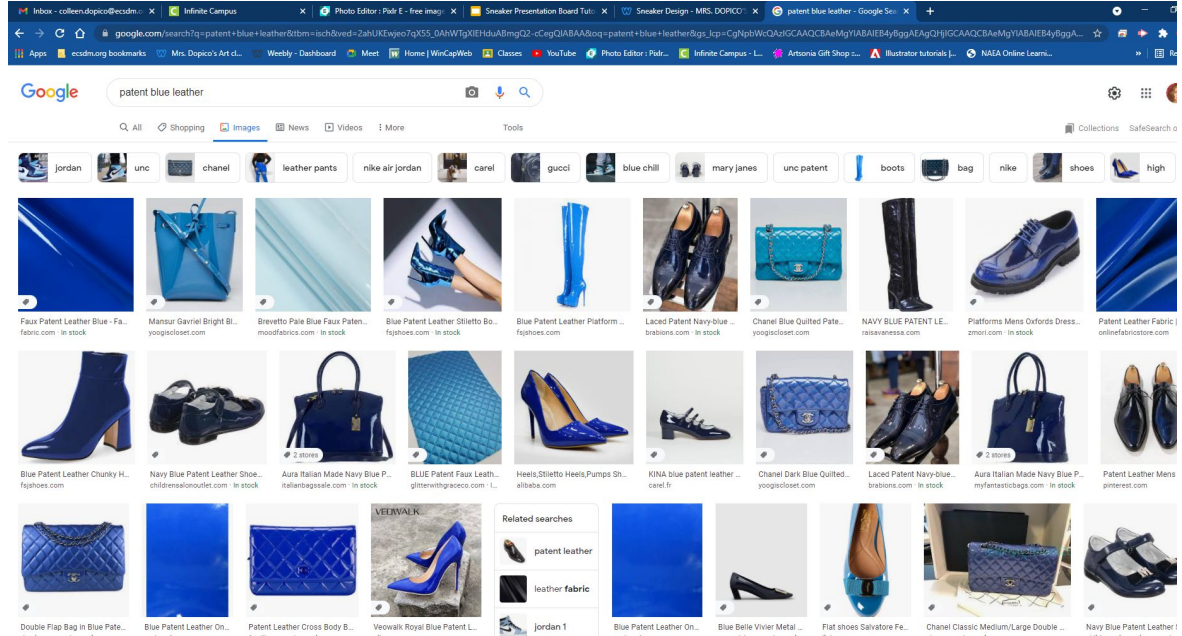 Inbox - colleen.dopico@ecsdm.o
Infinite Campus
Photo Editor : Pixlr E - free image
Sneaker Presentation Board Tuto
Sneaker Design - MRS. DOPICO'S
patent blue leather - Google Sea
google.com/search?q=patent+blue+leather&tbm=isch&ved=
Apps
ecsdm.org bookmarks
Mrs. Dopico's Art cl...
Weebly - Dashboard
Meet
Home | WinCapWeb
Classes
YouTube
Photo Editor : Pixlr...
Infinite Campus - L...
Artsonia Gift Shop ::...
Illustrator tutorials |...
NAEA Online Learni...
»
Google
patent blue leather
All
Shopping
Images
News
Videos
More
Tools
Collections
SafeSearch
jordan
unc
chanel
leather pants
nike air jordan
carel
gucci
blue chill
mary janes
unc patent
boots
bag
nike
shoes
high
Faux Patent Leather Blue - Fa...
fabric.com · In stock
Mansur Gavriel Bright Bl...
yoogiscloset.com
Brevetto Pale Blue Faux Paten...
moodfabrics.com · In stock
Blue Patent Leather Stiletto Bo...
fsjshoes.com · In stock
Blue Patent Leather Platform ...
fsjshoes.com
Laced Patent Navy-blue ...
brabions.com · In stock
Chanel Blue Quilted Pate...
yoogiscloset.com
NAVY BLUE PATENT LE...
raisavanessa.com
Platforms Mens Oxfords Dress...
zmori.com · In stock
Patent Leather Fabric |
onlinefabricstore.com
2 stores
2 stores
Blue Patent Leather Chunky H...
fsjshoes.com
Navy Blue Patent Leather Shoe...
childrensalonoutlet.com · In stock
Aura Italian Made Navy Blue P...
italianbagssale.com · In stock
BLUE Patent Faux Leath...
glitterwithgraceco.com · I...
Heels,Stiletto Heels,Pumps Sh...
alibaba.com
KINA blue patent leather ...
carel.fr
Chanel Dark Blue Quilted...
yoogiscloset.com
Laced Patent Navy-blue...
brabions.com · In stock
Aura Italian Made Navy Blue P...
myfantasticbags.com · In stock
Patent Leather Mens
pinterest.com
VEOWALK
Related searches
patent leather
leather fabric
jordan 1
Double Flap Bag in Blue Pate...
Blue Patent Leather On...
Patent Leather Cross Body B...
Veowalk Royal Blue Patent L...
Blue Patent Leather On...
Blue Belle Vivier Metal ...
Flat shoes Salvatore Fe...
Chanel Classic Medium/Large Double ...
Navy Blue Patent Leather